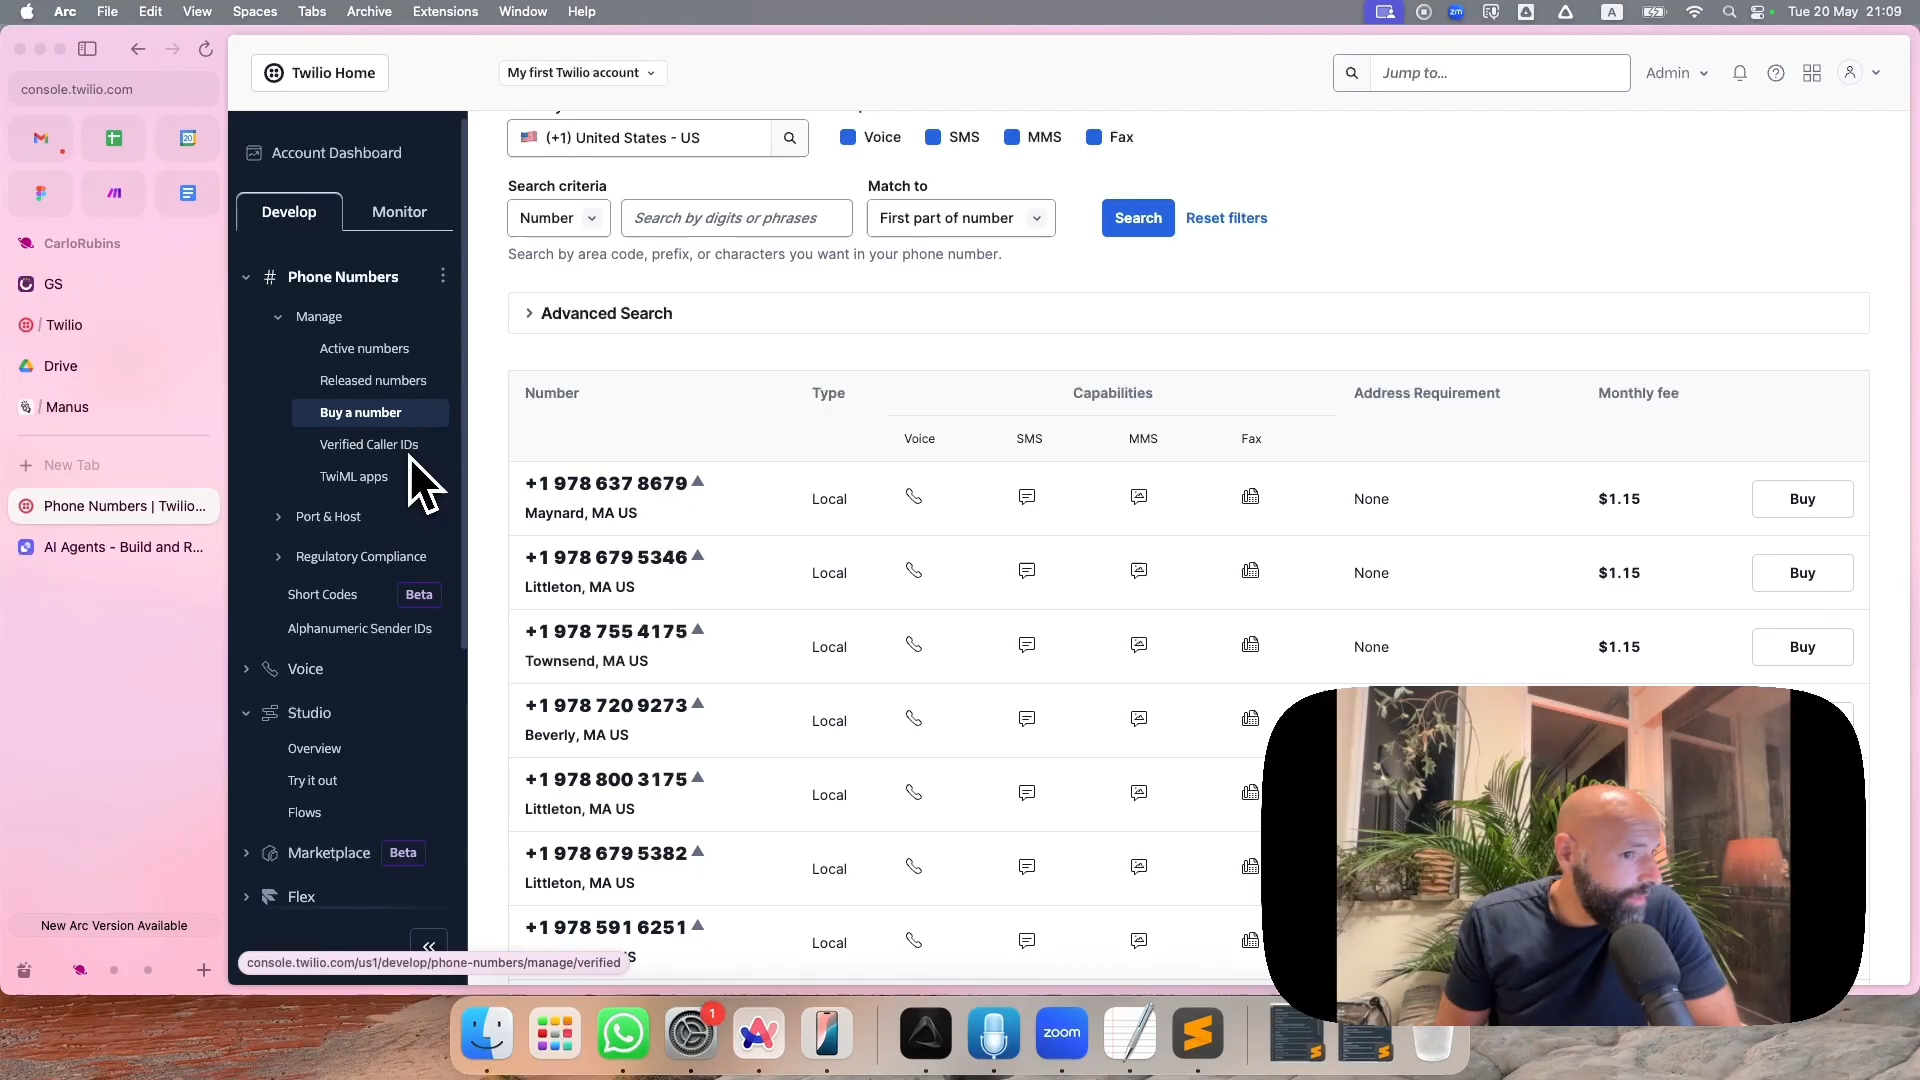 Arc File Edit View Spaces Tabs Archive Extensions Window Help
zm A Tue 20 May 21:09
console.twilio.com
20
CarloRubins
GS
/ Twilio
Drive
/ Manus
New Tab
Phone Numbers | Twilio...
AI Agents - Build and R...
New Arc Version Available
Twilio Home
My first Twilio account
Jump to...
Admin
Account Dashboard
Develop
Monitor
Phone Numbers
Manage
Active numbers
Released numbers
Buy a number
Verified Caller IDs
TwiML apps
Port & Host
Regulatory Compliance
Short Codes Beta
Alphanumeric Sender IDs
Voice
Studio
Overview
Try it out
Flows
Marketplace Beta
Flex
console.twilio.com/us1/develop/phone-numbers/manage/verified
(+1) United States - US
Voice SMS MMS Fax
Search criteria Match to
Number Search by digits or phrases First part of number Search Reset filters
Search by area code, prefix, or characters you want in your phone number.
Advanced Search
Number Type Capabilities Address Requirement Monthly fee
Voice SMS MMS Fax
+1 978 637 8679
Maynard, MA US
Local None $1.15 Buy
+1 978 679 5346
Littleton, MA US
Local None $1.15 Buy
+1 978 755 4175
Townsend, MA US
Local None $1.15 Buy
+1 978 720 9273
Beverly, MA US
Local
+1 978 800 3175
Littleton, MA US
Local
+1 978 679 5382
Littleton, MA US
Local
+1 978 591 6251
Local
1
zoom